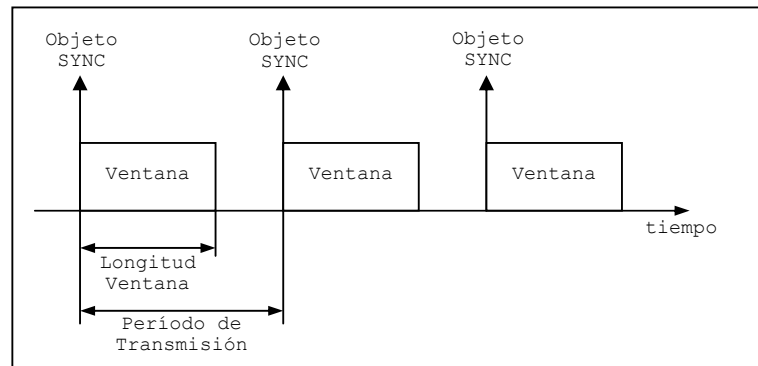 Objeto
SYNC
Objeto
SYNC
Objeto
SYNC
Ventana
Ventana
Ventana
tiempo
Longitud
Ventana
Período de
Transmisión